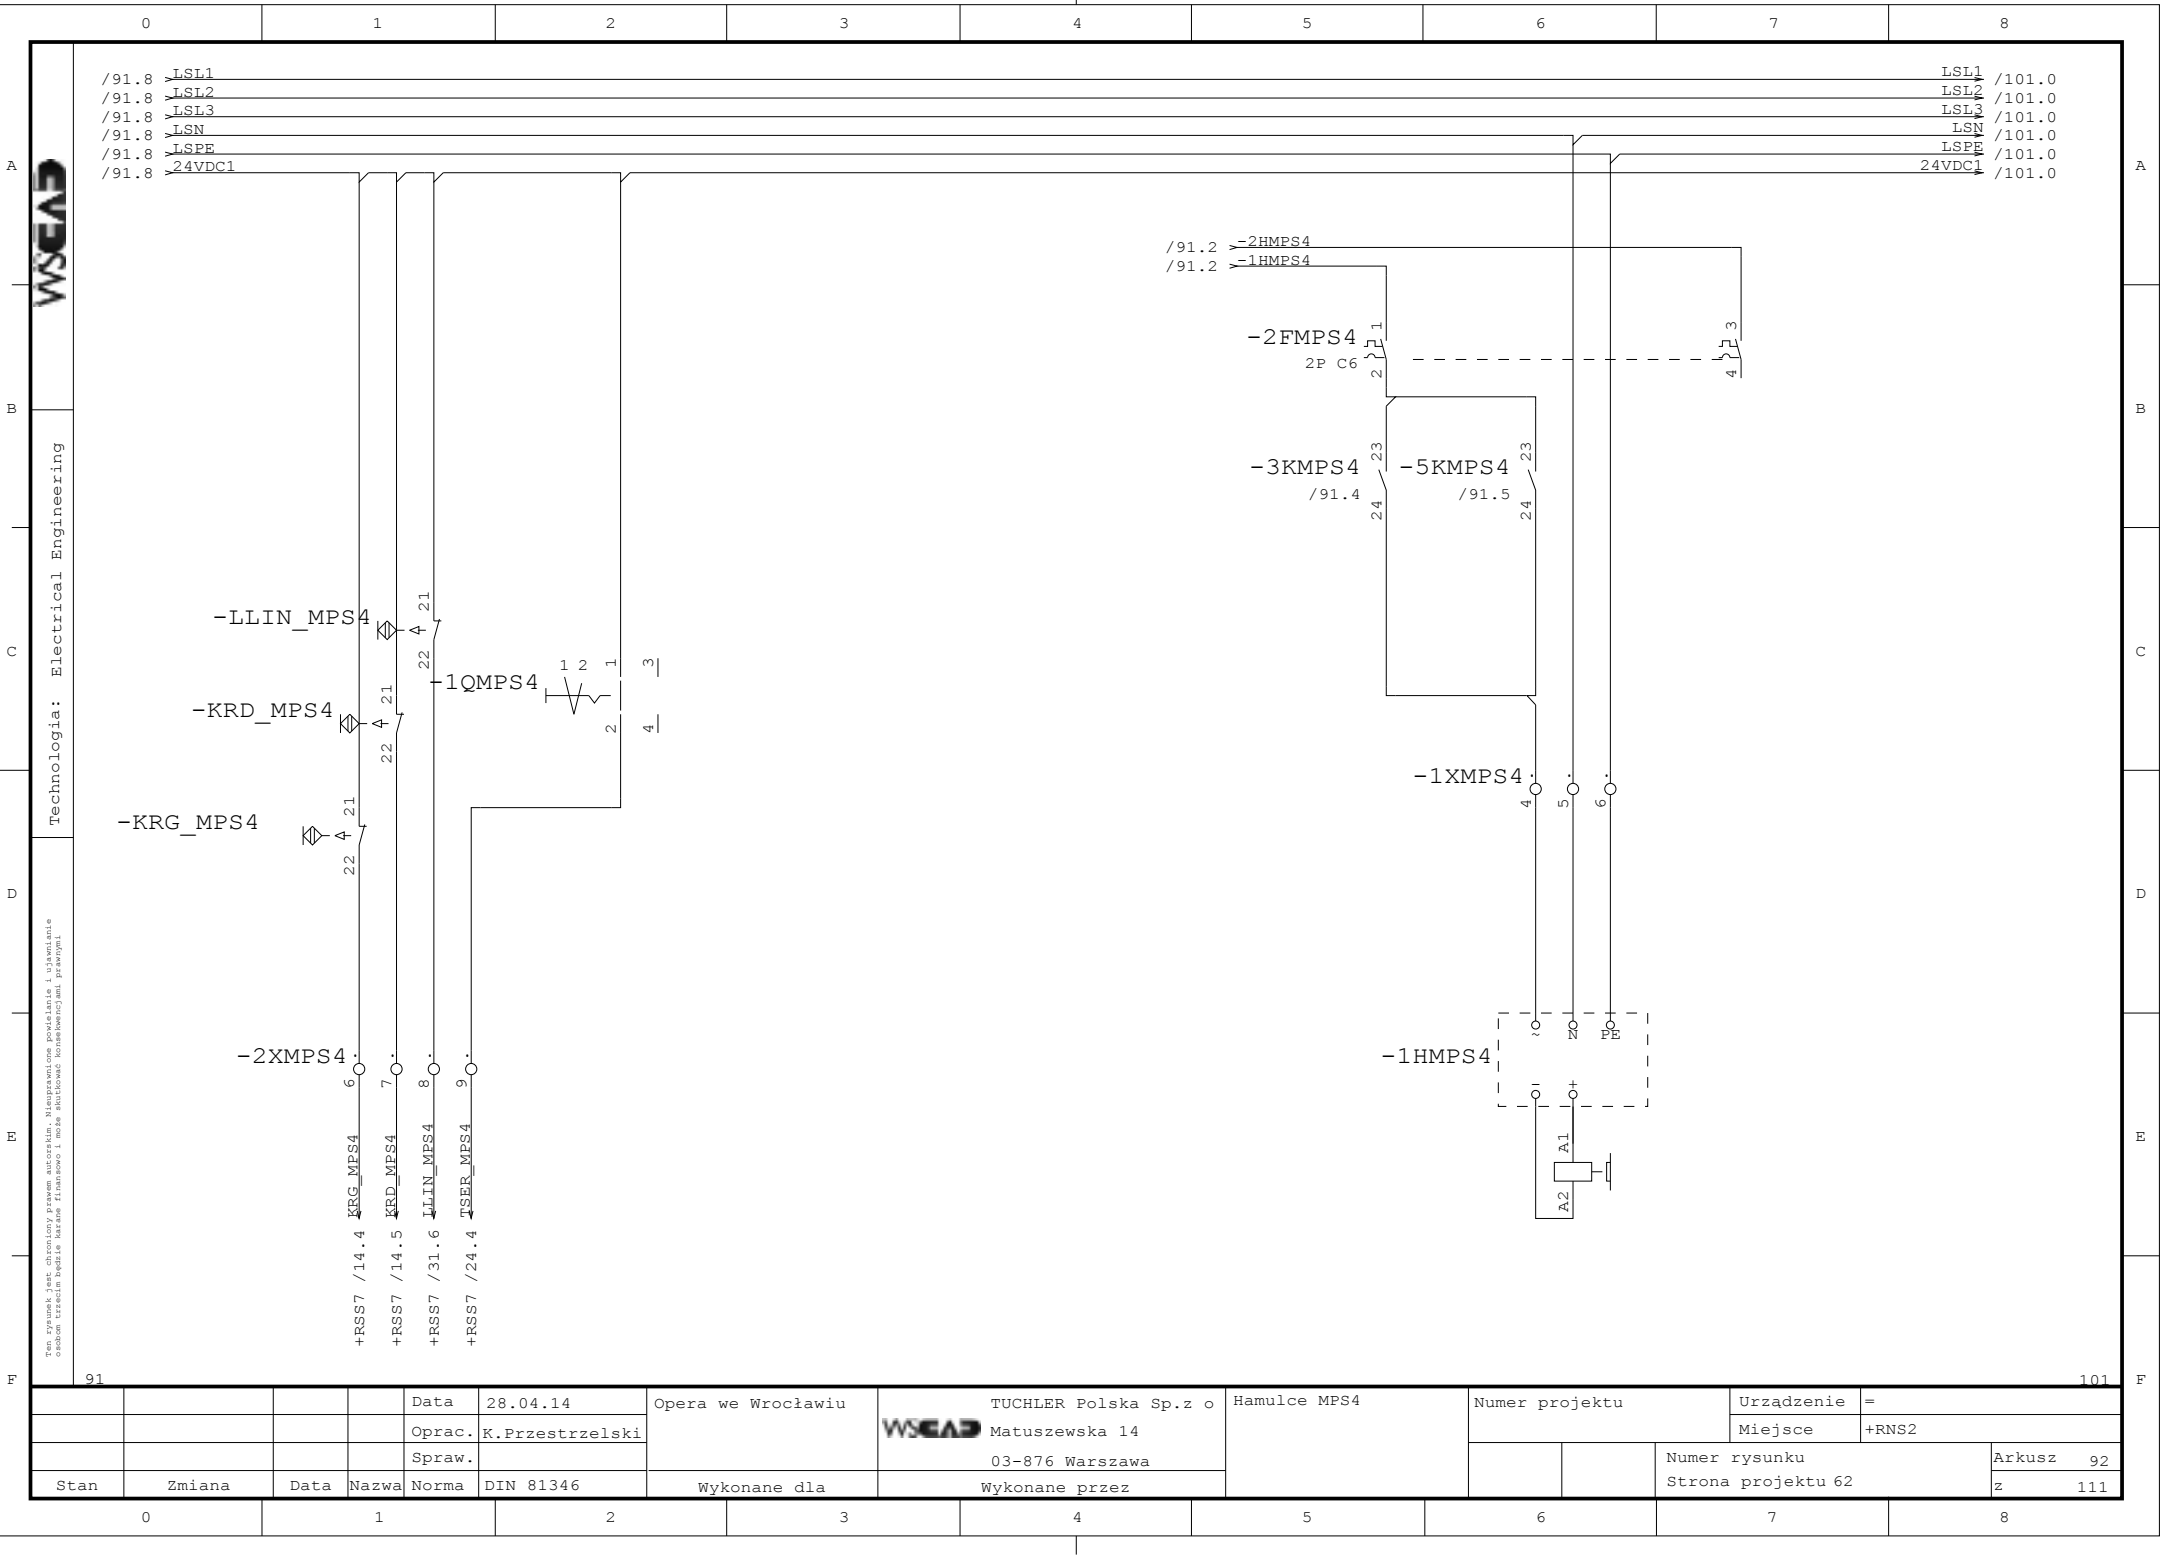 0 1 2 3 4 5 6 7 8
/91.8 LSL1 LSL1 /101.0
/91.8 LSL2 LSL2 /101.0
/91.8 LSL3 LSL3 /101.0
/91.8 LSN LSN /101.0
/91.8 LSPE LSPE /101.0
/91.8 24VDC1 24VDC1 /101.0
A A
WSCAD
/91.2 -2HMPS4
/91.2 -1HMPS4
-2FMPS4 1 3
2P C6 2 4
B B
Technologia: Electrical Engineering
-3KMPS4 23 -5KMPS4 23
/91.4 24 /91.5 24
-LLIN_MPS4 21
22
C C
-1QMPS4 1 2 1 3
2 4
-KRD_MPS4 21
22
-1XMPS4
4 5 6
-KRG_MPS4 21
22
D D
Ten rysunek jest chroniony prawem autorskim. Nieuprawnione powielanie i ujawnianie
osobom trzecim będzie karane finansowo i może skutkować konsekwencjami prawnymi
~ N PE
-2XMPS4
6 7 8 9
-1HMPS4
- +
E E
A1
A2
KRG_MPS4
KRD_MPS4
LLIN_MPS4
TSER_MPS4
+RSS7 /14.4
+RSS7 /14.5
+RSS7 /31.6
+RSS7 /24.4
F F
91 101
Data 28.04.14
Oprac. K.Przestrzelski
Spraw.
Stan Zmiana Data Nazwa Norma DIN 81346
Opera we Wrocławiu
Wykonane dla
WSCAD
TUCHLER Polska Sp.z o
Matuszewska 14
03-876 Warszawa
Wykonane przez
Hamulce MPS4
Numer projektu
Urządzenie =
Miejsce +RNS2
Numer rysunku
Strona projektu 62
Arkusz 92
z 111
0 1 2 3 4 5 6 7 8